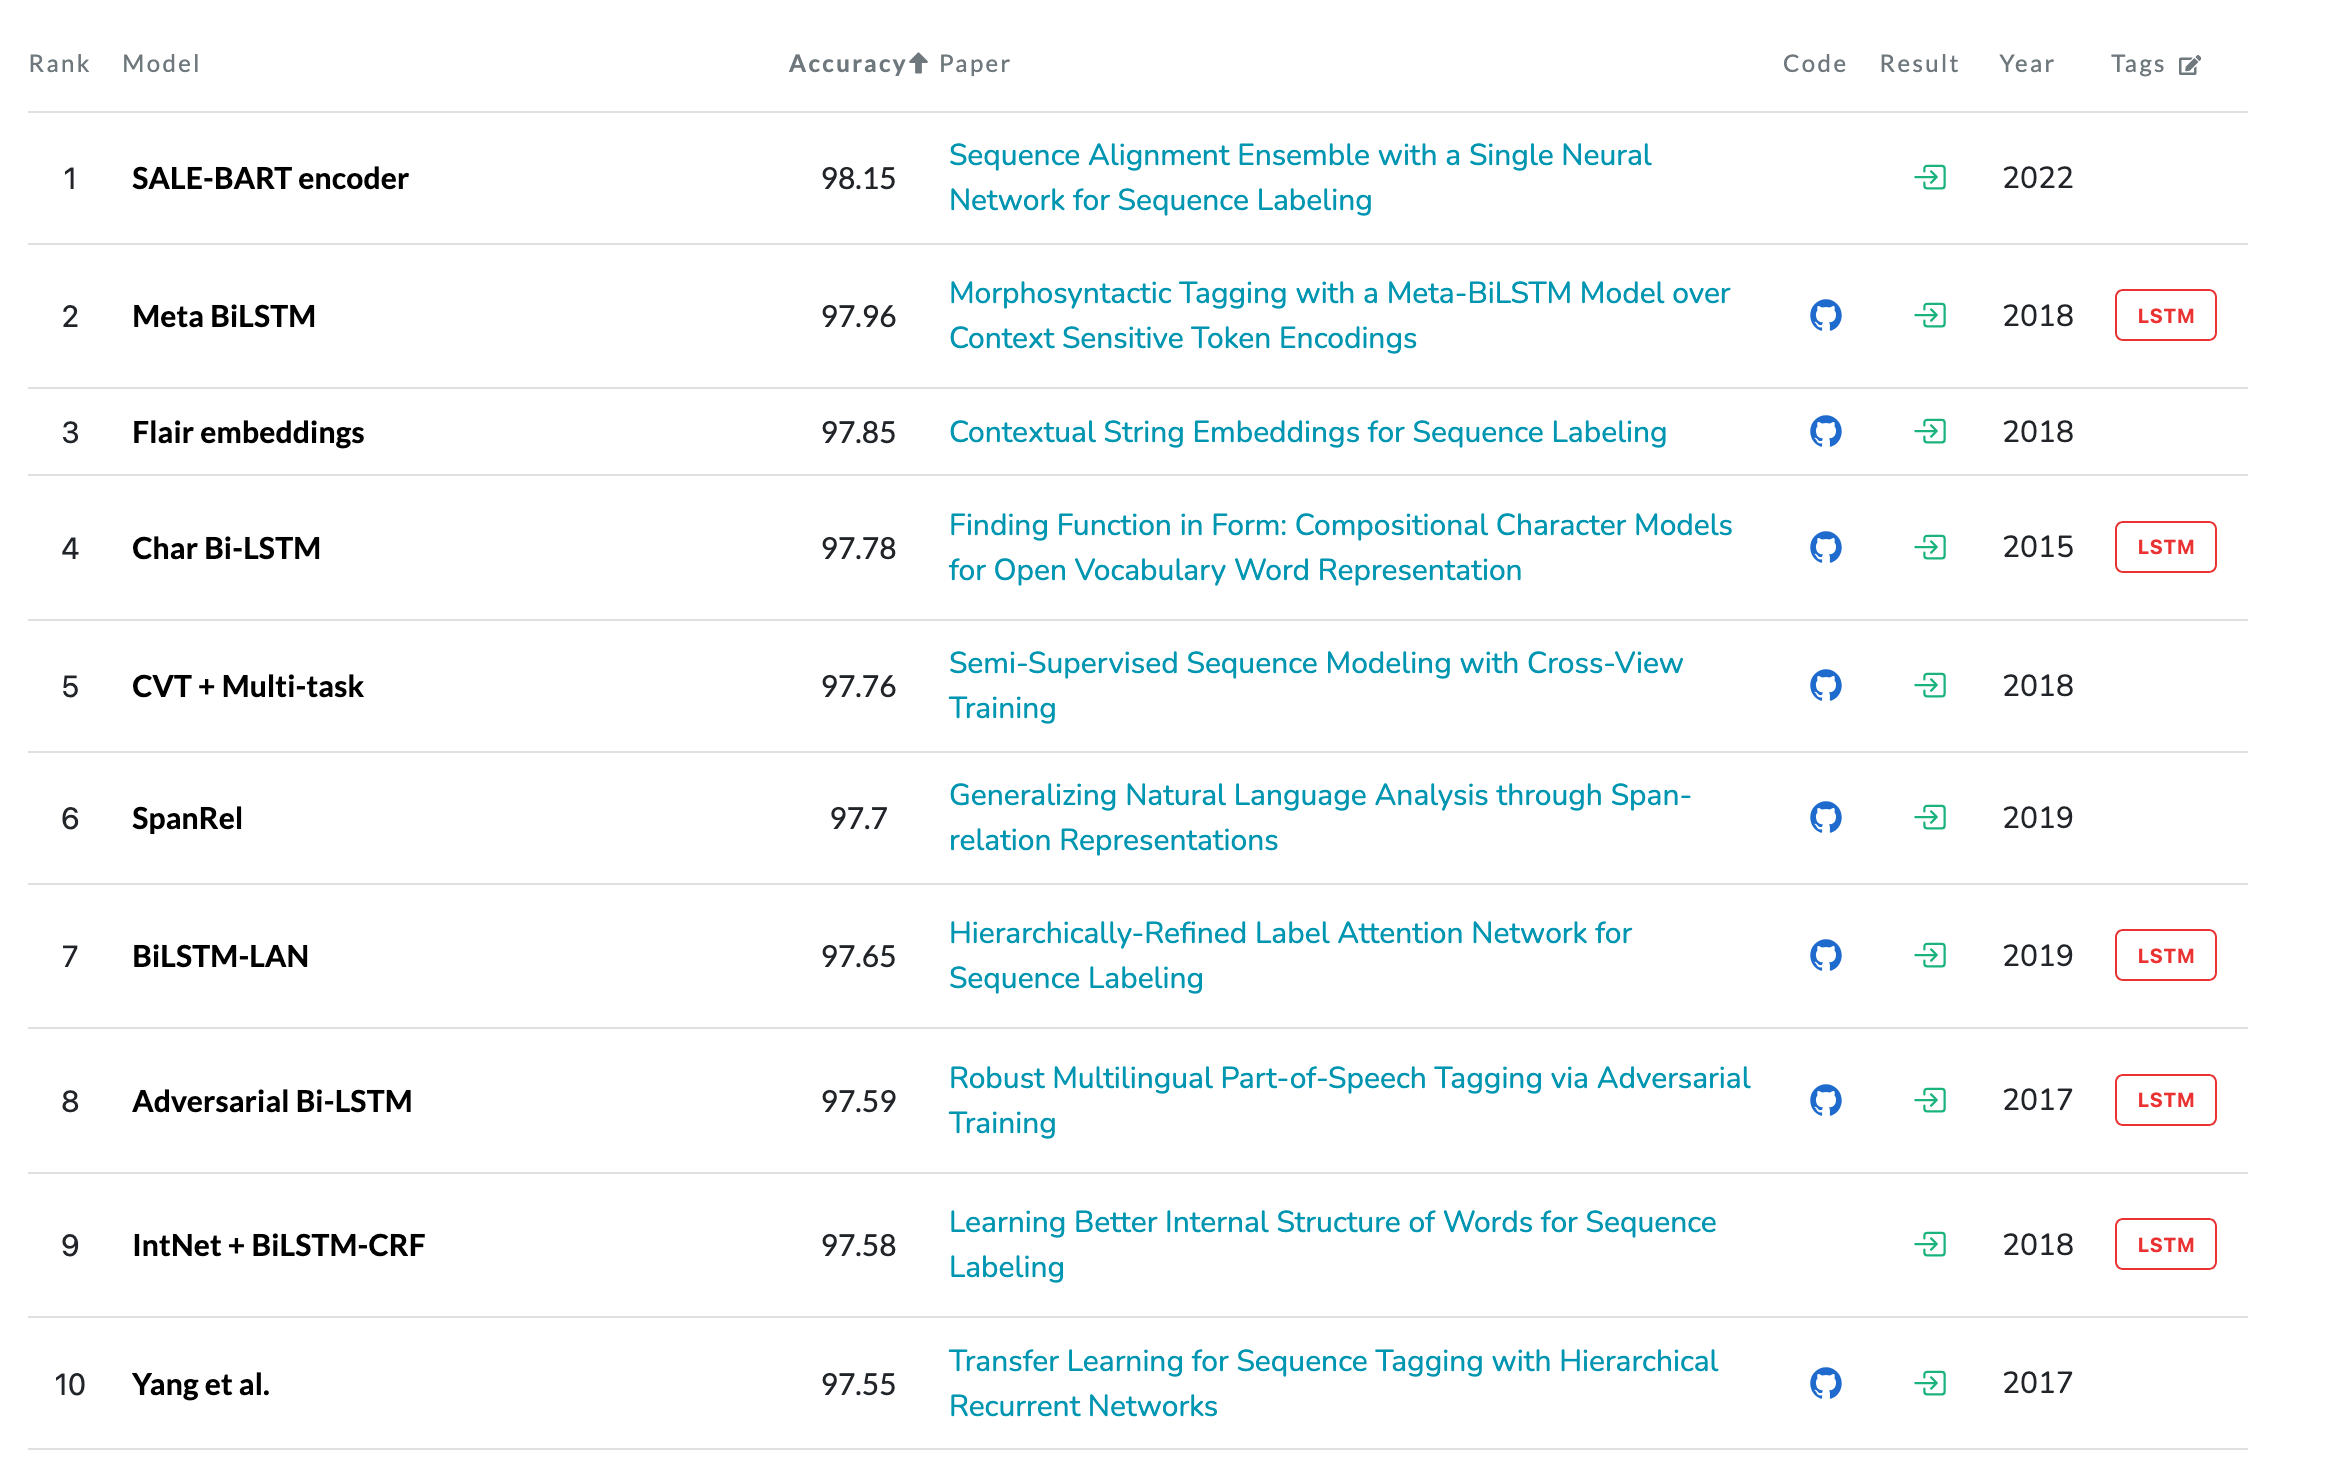 Rank Model Accuracy Paper Code Result Year Tags
1 SALE-BART encoder 98.15 Sequence Alignment Ensemble with a Single Neural
Network for Sequence Labeling 2022
2 Meta BiLSTM 97.96 Morphosyntactic Tagging with a Meta-BiLSTM Model over
Context Sensitive Token Encodings 2018 LSTM
3 Flair embeddings 97.85 Contextual String Embeddings for Sequence Labeling 2018
4 Char Bi-LSTM 97.78 Finding Function in Form: Compositional Character Models
for Open Vocabulary Word Representation 2015 LSTM
5 CVT + Multi-task 97.76 Semi-Supervised Sequence Modeling with Cross-View
Training 2018
6 SpanRel 97.7 Generalizing Natural Language Analysis through Span-
relation Representations 2019
7 BiLSTM-LAN 97.65 Hierarchically-Refined Label Attention Network for
Sequence Labeling 2019 LSTM
8 Adversarial Bi-LSTM 97.59 Robust Multilingual Part-of-Speech Tagging via Adversarial
Training 2017 LSTM
9 IntNet + BiLSTM-CRF 97.58 Learning Better Internal Structure of Words for Sequence
Labeling 2018 LSTM
10 Yang et al. 97.55 Transfer Learning for Sequence Tagging with Hierarchical
Recurrent Networks 2017